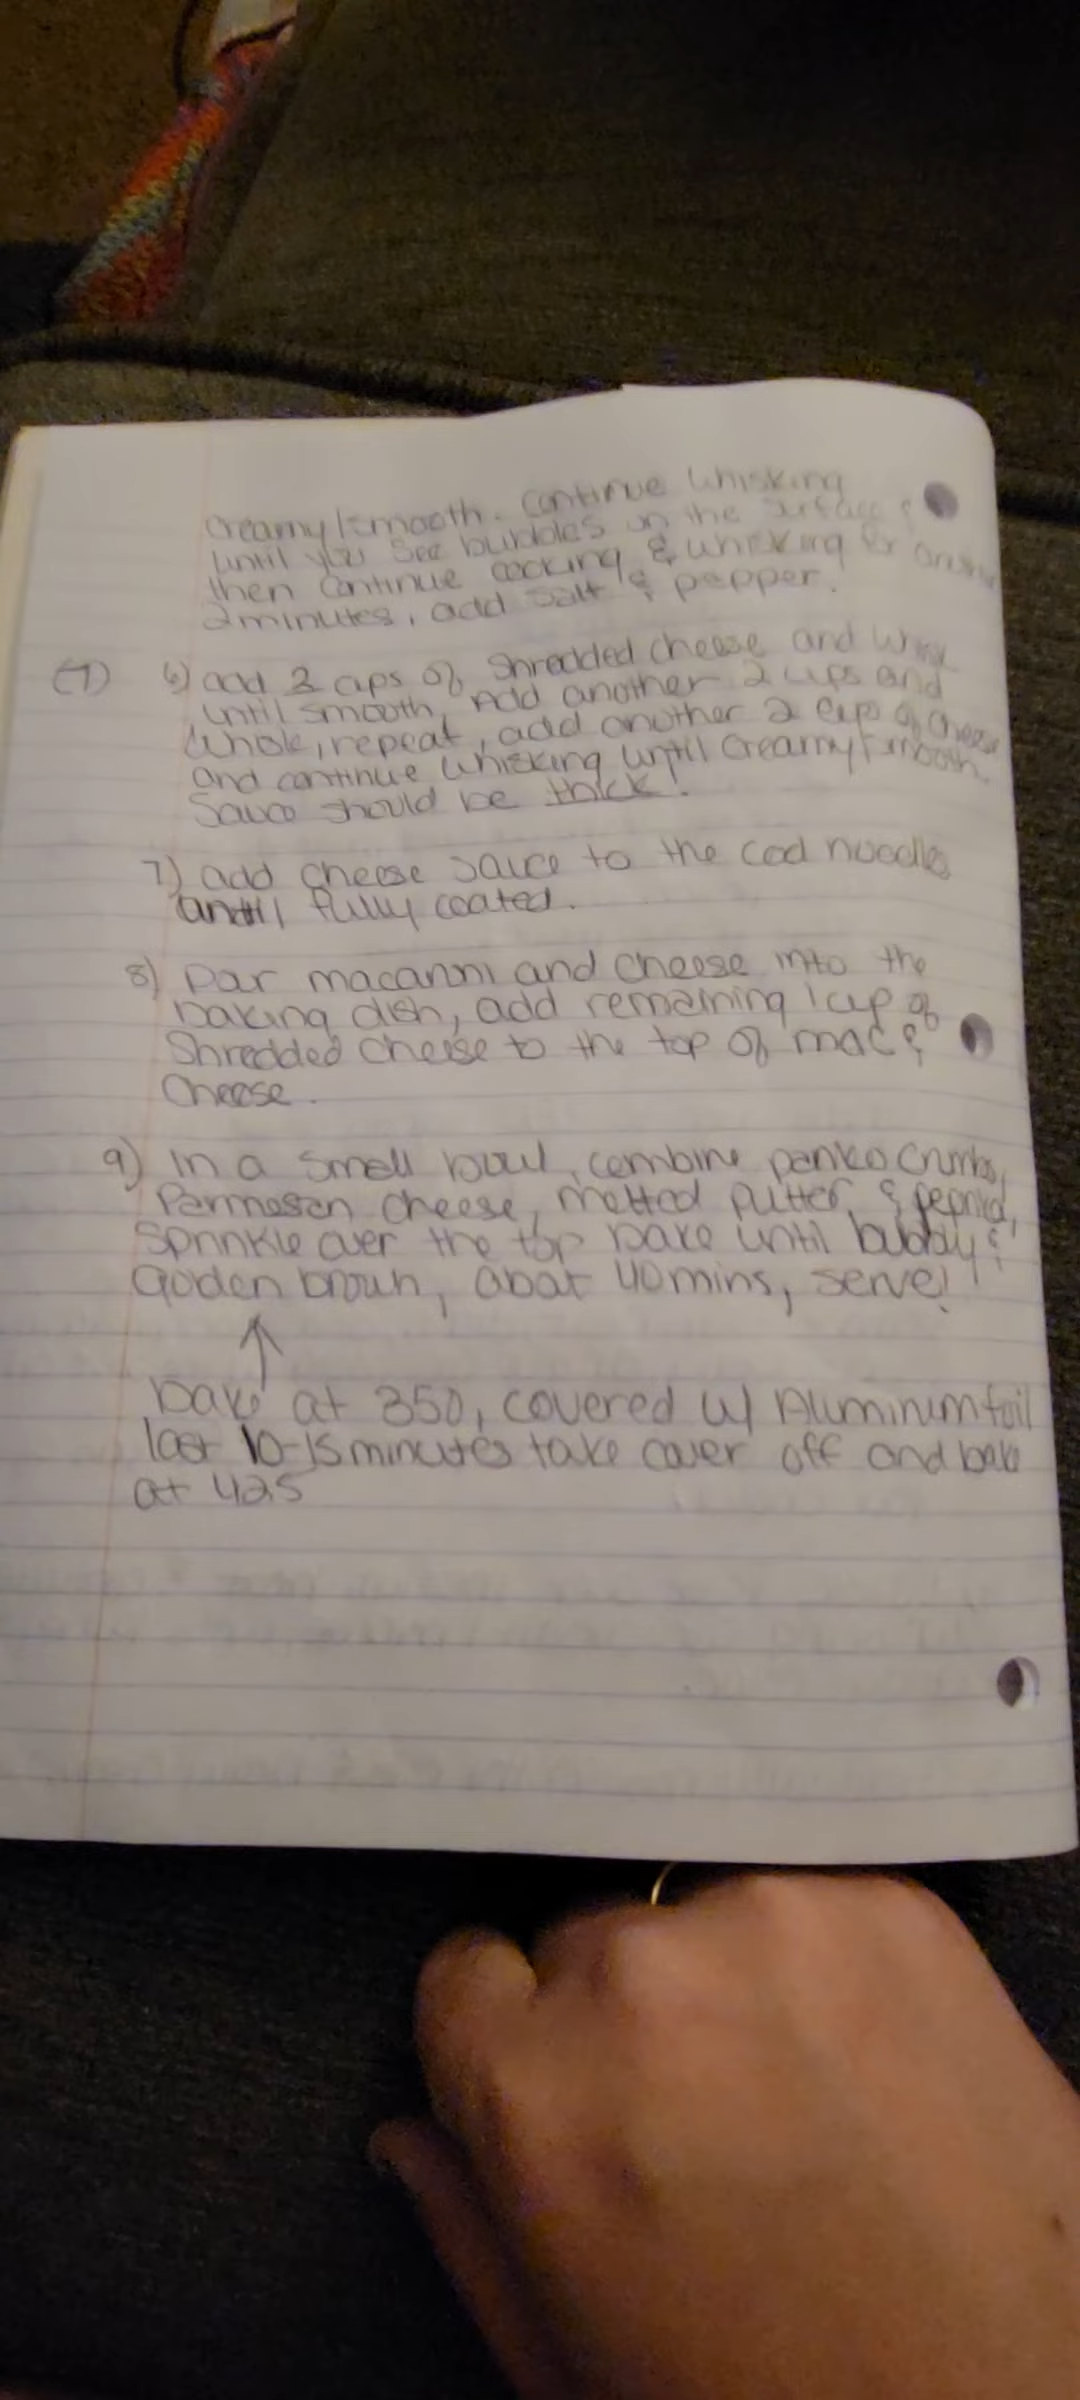 creamy/smooth. Continue whisking
until you see bubbles on the surface &
then continue cooking & whisking for
2 minutes, add salt & pepper.
(7) 6) add 2 cups of shredded cheese and whisk
until smooth, Add another 2 cups and
whole, repeat, add another 2 cups of cheese
and continue whisking until creamy/smooth.
Sauce should be thick!
7) add cheese sauce to the cod noodles
until fully coated.
8) Par macaroni and cheese into the
baking dish, add remaining 1 cup of
shredded cheese to the top of mac &
cheese.
9) In a small bowl, combine panko crumbs,
Parmesan cheese, melted butter, & paprika,
Sprinkle over the top bake until bubbly &
golden brown, about 40 mins, serve!
↑
bake at 350, covered w/ Aluminum foil
last 10-15 minutes take cover off and bake
at 425